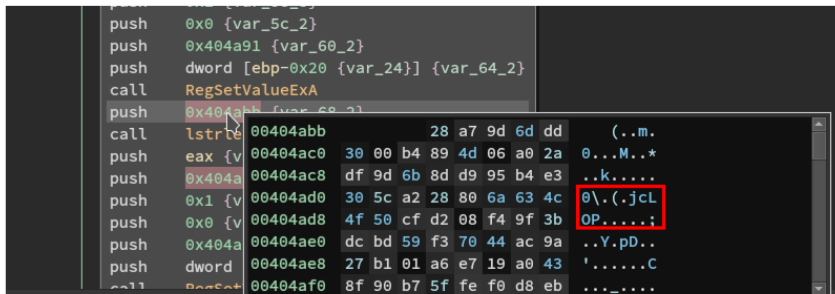 push 0x0 {var_5c_2}
push 0x404a91 {var_60_2}
push dword [ebp-0x20 {var_24}] {var_64_2}
call RegSetValueExA
push 0x404abb {var_68_2}
call lstrle
push eax {v
push 0x404a
push 0x1 {v
push 0x0 {v
push 0x404a
push dword
call RegSet
00404abb 28 a7 9d 6d dd (..m.
00404ac0 30 00 b4 89 4d 06 a0 2a 0...M..*
00404ac8 df 9d 6b 8d d9 95 b4 e3 ..k.....
00404ad0 30 5c a2 28 80 6a 63 4c 0\.(.jcL
00404ad8 4f 50 cf d2 08 f4 9f 3b OP.....;
00404ae0 dc bd 59 f3 70 44 ac 9a ..Y.pD..
00404ae8 27 b1 01 a6 e7 19 a0 43 '......C
00404af0 8f 90 b7 5f fe f0 d8 eb ..._....